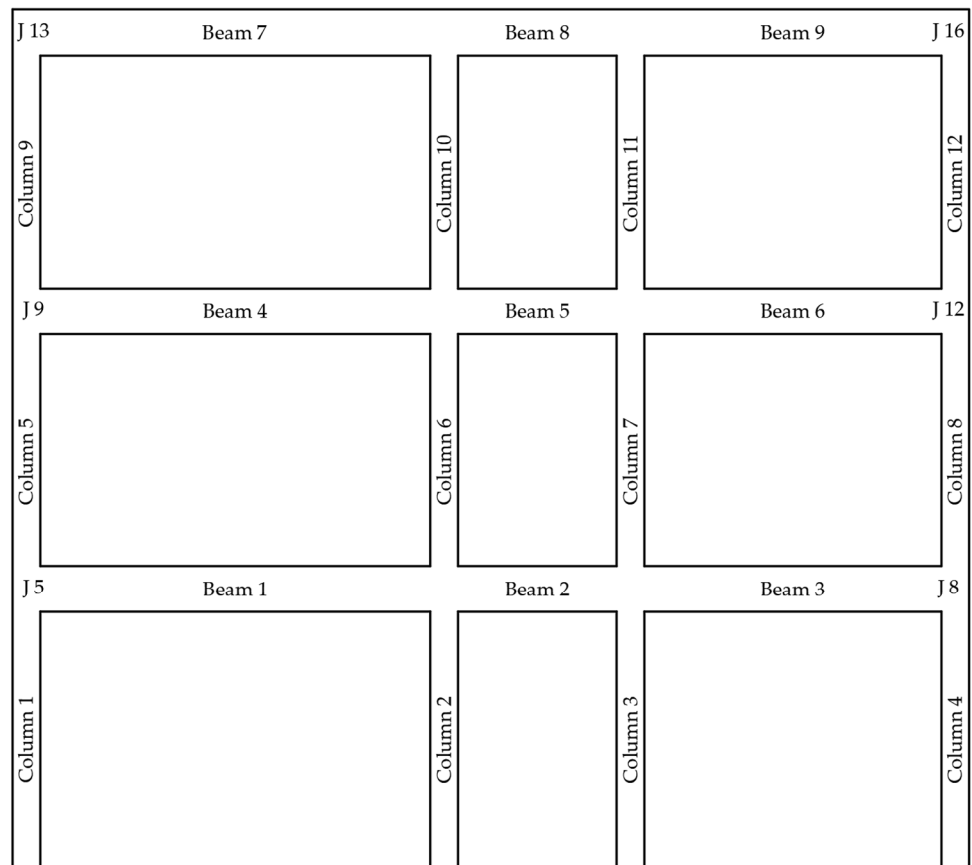 J 13
Beam 7
Beam 8
Beam 9
J 16
Column 9
Column 10
Column 11
Column 12
J 9
Beam 4
Beam 5
Beam 6
J 12
Column 5
Column 6
Column 7
Column 8
J 5
Beam 1
Beam 2
Beam 3
J 8
Column 1
Column 2
Column 3
Column 4